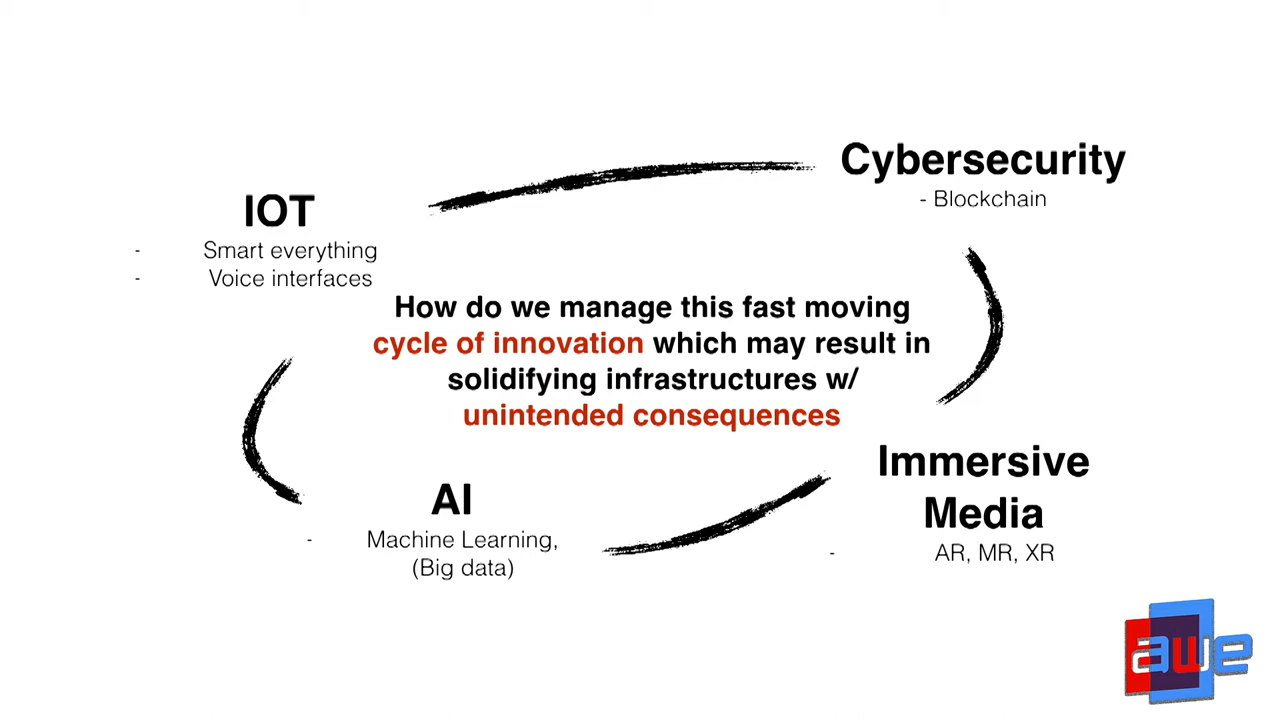 Cybersecurity
- Blockchain
IOT
- Smart everything
- Voice interfaces
How do we manage this fast moving
cycle of innovation which may result in
solidifying infrastructures w/
unintended consequences
Immersive
Media
- AR, MR, XR
AI
- Machine Learning,
(Big data)
awe